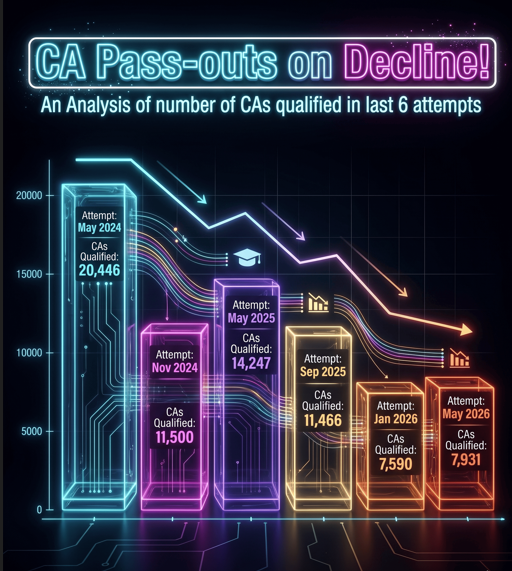 CA Pass-outs on Decline!
An Analysis of number of CAs qualified in last 6 attempts
20000
15000
10000
5000
0
Attempt:
May 2024
CAs
Qualified:
20,446
Attempt:
Nov 2024
CAs
Qualified:
11,500
Attempt:
May 2025
CAs
Qualified:
14,247
Attempt:
Sep 2025
CAs
Qualified:
11,466
Attempt:
Jan 2026
CAs
Qualified:
7,590
Attempt:
May 2026
CAs
Qualified:
7,931